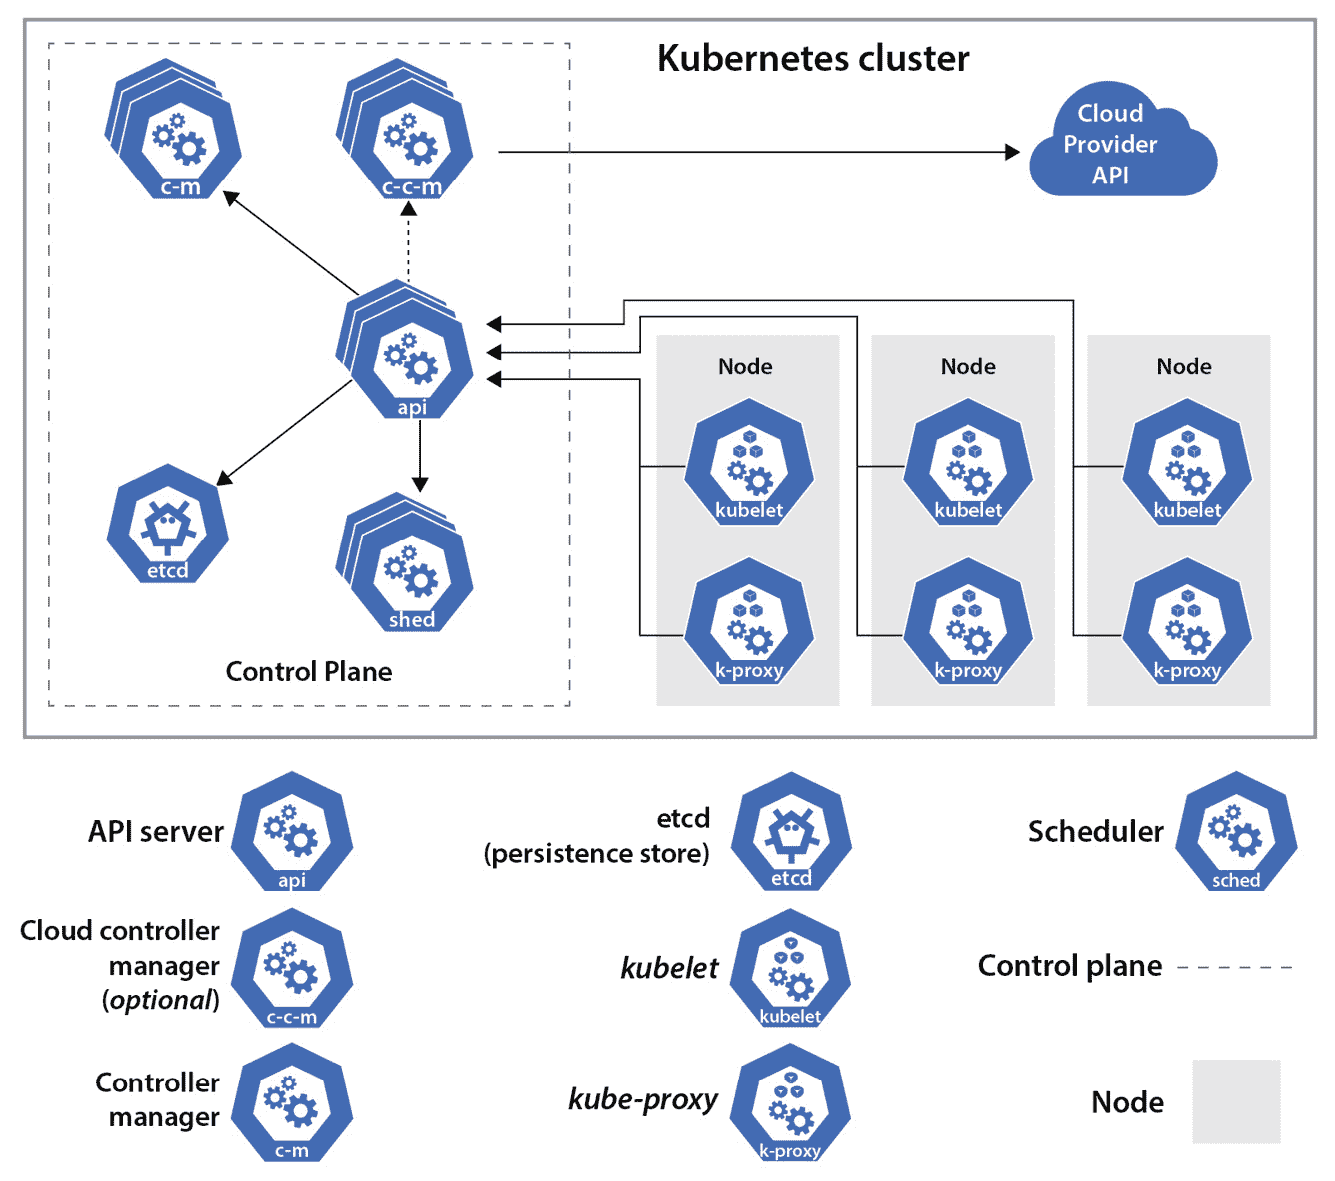 Kubernetes cluster
c-m
c-c-m
Cloud
Provider
API
api
Node
Node
Node
kubelet
kubelet
kubelet
etcd
shed
k-proxy
k-proxy
k-proxy
Control Plane
API server
api
etcd
(persistence store)
etcd
Scheduler
sched
Cloud controller
manager
(optional)
c-c-m
kubelet
kubelet
Control plane
Controller
manager
c-m
kube-proxy
k-proxy
Node